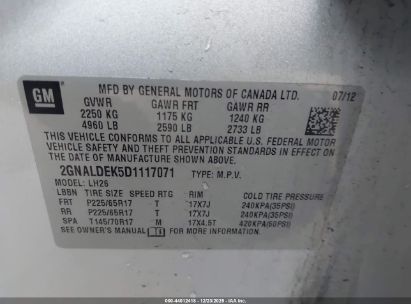 GM
MFD BY GENERAL MOTORS OF CANADA LTD. 07/12
GVWR GAWR FRT GAWR RR
2250 KG 1175 KG 1240 KG
4960 LB 2590 LB 2733 LB
THIS VEHICLE CONFORMS TO ALL APPLICABLE U.S. FEDERAL MOTOR
VEHICLE SAFETY AND THEFT PREVENTION STANDARDS IN EFFECT ON
THE DATE OF MANUFACTURE SHOWN ABOVE.
2GNALDEK5D1117071 TYPE: M.P.V.
MODEL: LH26
TIRE SIZE SPEED RTG RIM COLD TIRE PRESSURE
FRT P225/65R17 T 17X7J 240KPA(35PSI)
RR P225/65R17 T 17X7J 240KPA(35PSI)
SPA T145/70R17 M 17X4.5T 420KPA(60PSI)
SEE OWNER'S MANUAL FOR MORE INFORMATION.